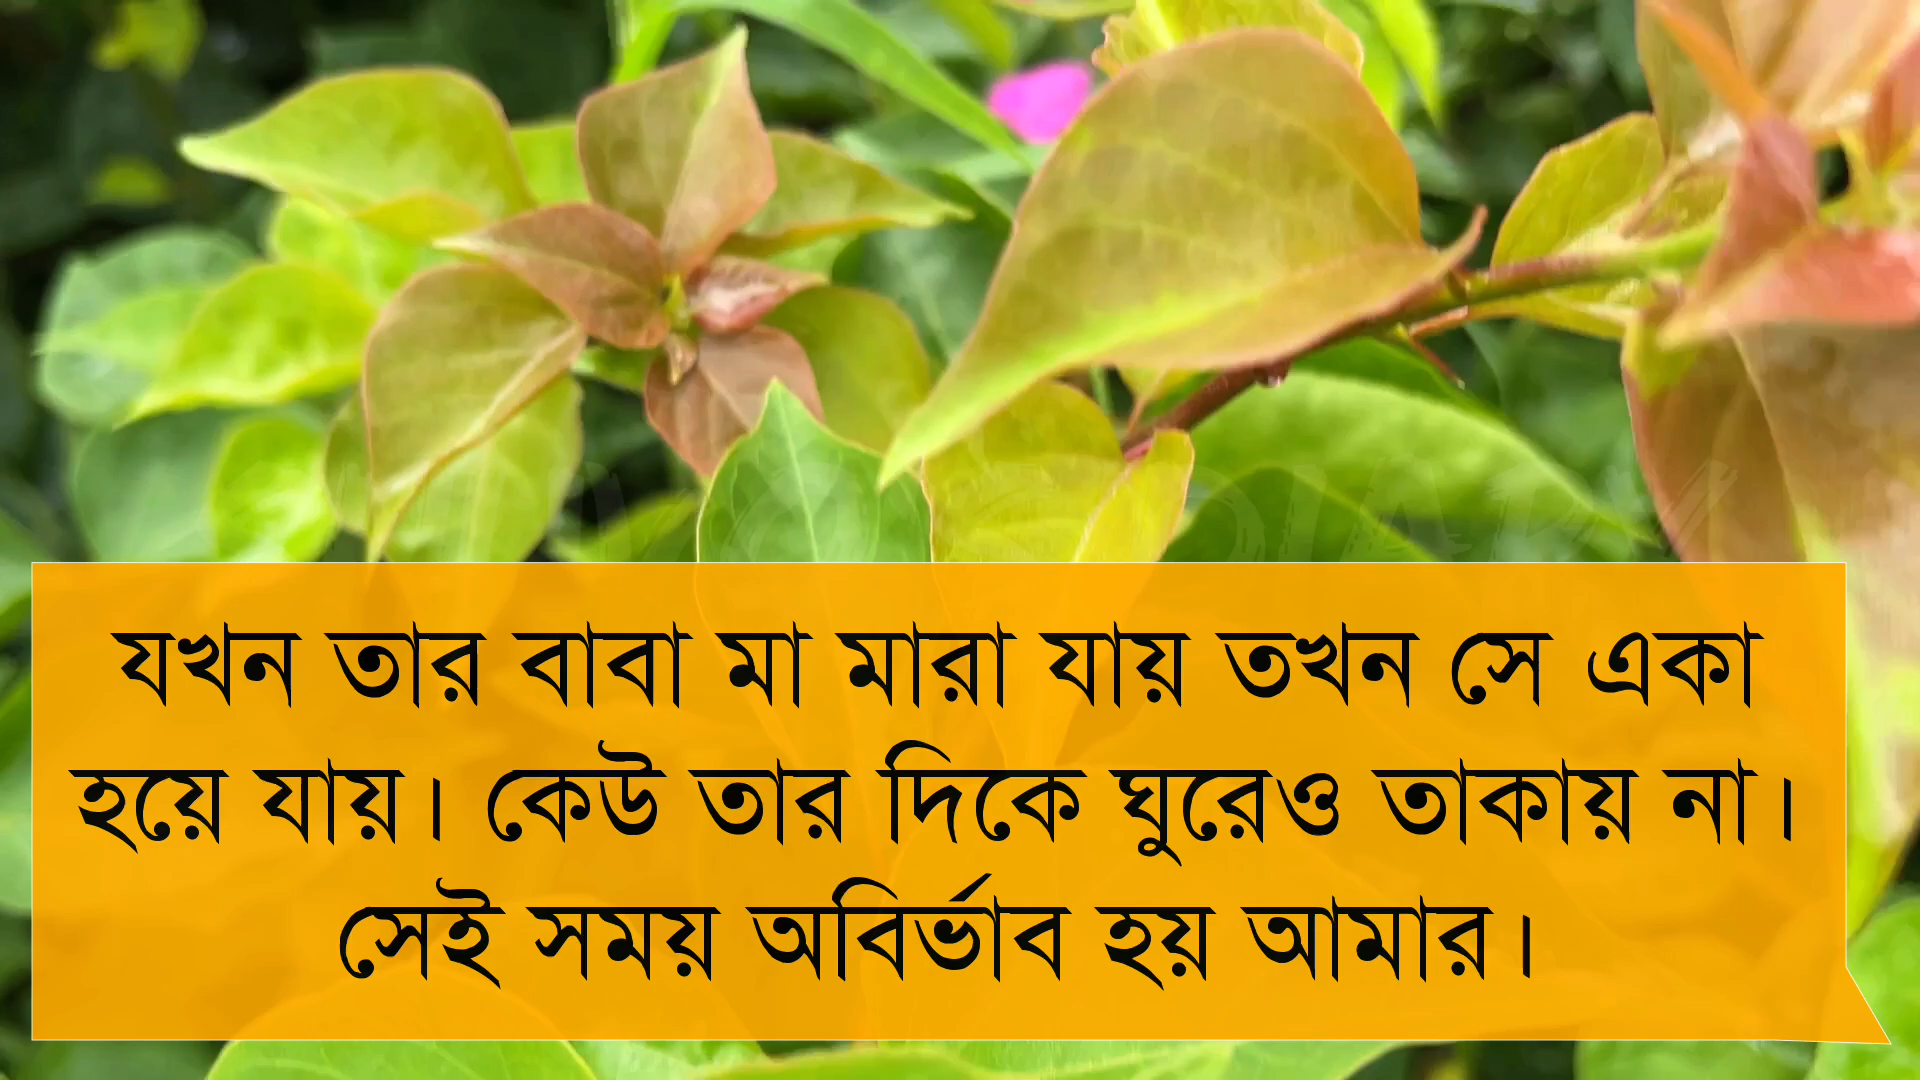 যখন তার বাবা মা মারা যায় তখন সে একা
হয়ে যায়। কেউ তার দিকে ঘুরেও তাকায় না।
সেই সময় অবির্ভাব হয় আমার।